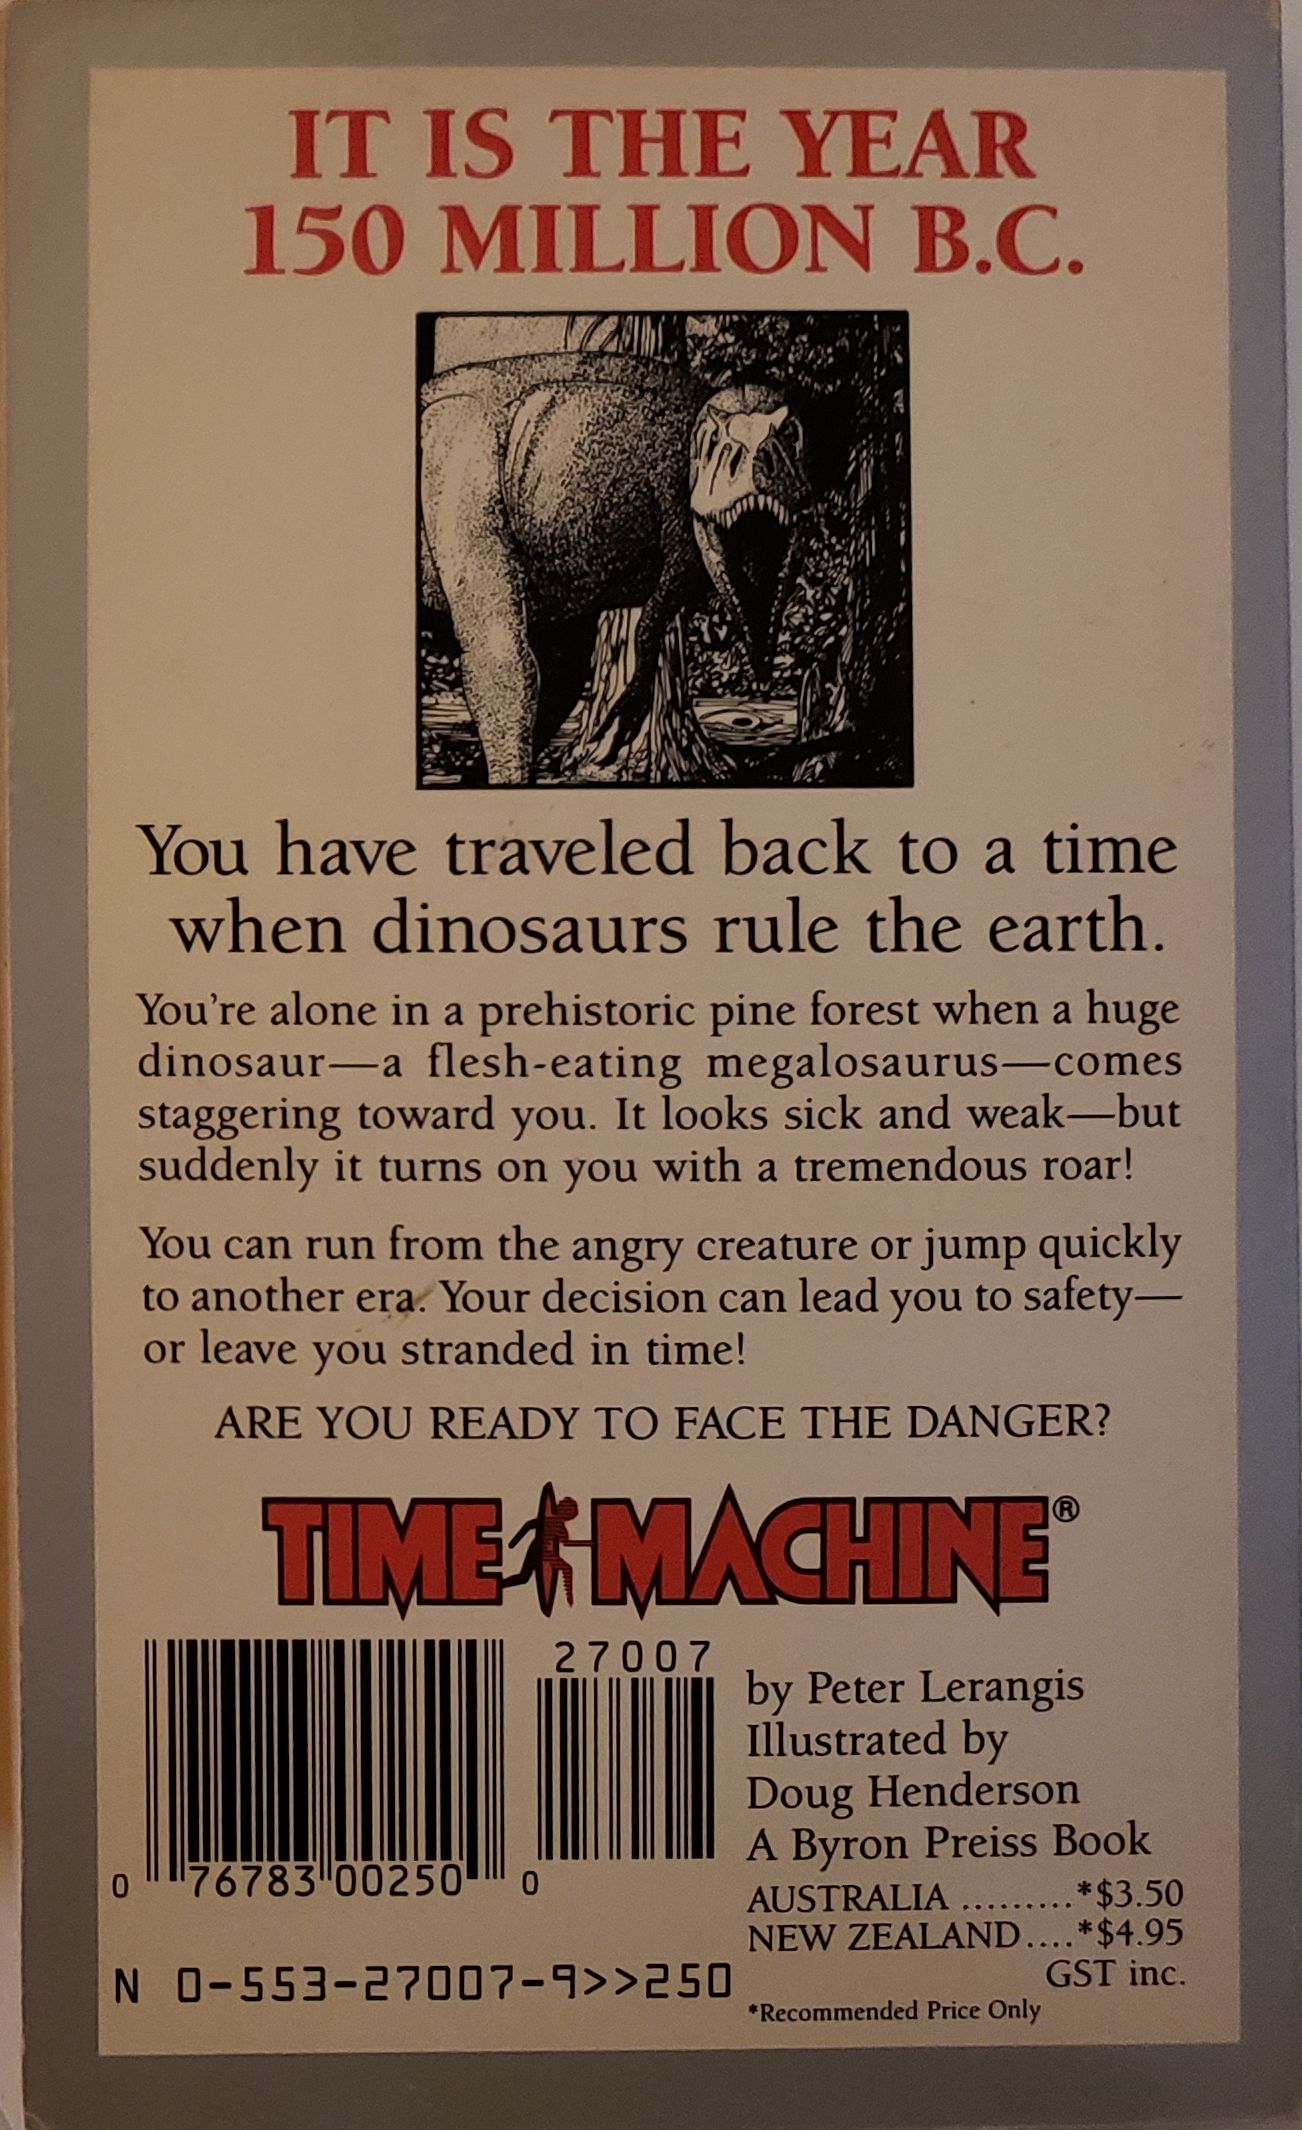 IT IS THE YEAR
150 MILLION B.C.
You have traveled back to a time
when dinosaurs rule the earth.
You're alone in a prehistoric pine forest when a huge
dinosaur—a flesh-eating megalosaurus—comes
staggering toward you. It looks sick and weak—but
suddenly it turns on you with a tremendous roar!
You can run from the angry creature or jump quickly
to another era. Your decision can lead you to safety—
or leave you stranded in time!
ARE YOU READY TO FACE THE DANGER?
TIME MACHINE®
27007
0 76783 00250 0
N 0-553-27007-9>>250
by Peter Lerangis
Illustrated by
Doug Henderson
A Byron Preiss Book
AUSTRALIA .........*$3.50
NEW ZEALAND....*$4.95
GST inc.
*Recommended Price Only